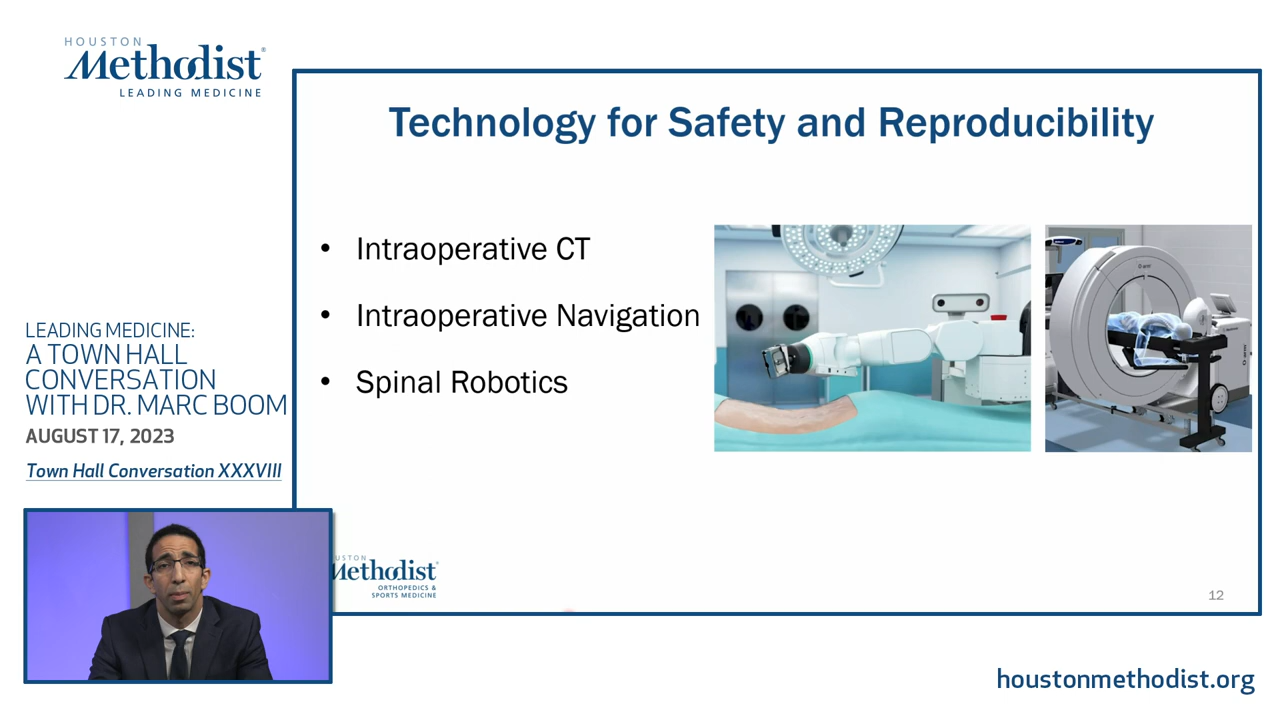 HOUSTON
Methodist
LEADING MEDICINE
Technology for Safety and Reproducibility
• Intraoperative CT
• Intraoperative Navigation
• Spinal Robotics
LEADING MEDICINE:
A TOWN HALL
CONVERSATION
WITH DR. MARC BOOM
AUGUST 17, 2023
Town Hall Conversation XXXVIII
USTON
Methodist
ORTHOPEDICS &
SPORTS MEDICINE
12
houstonmethodist.org